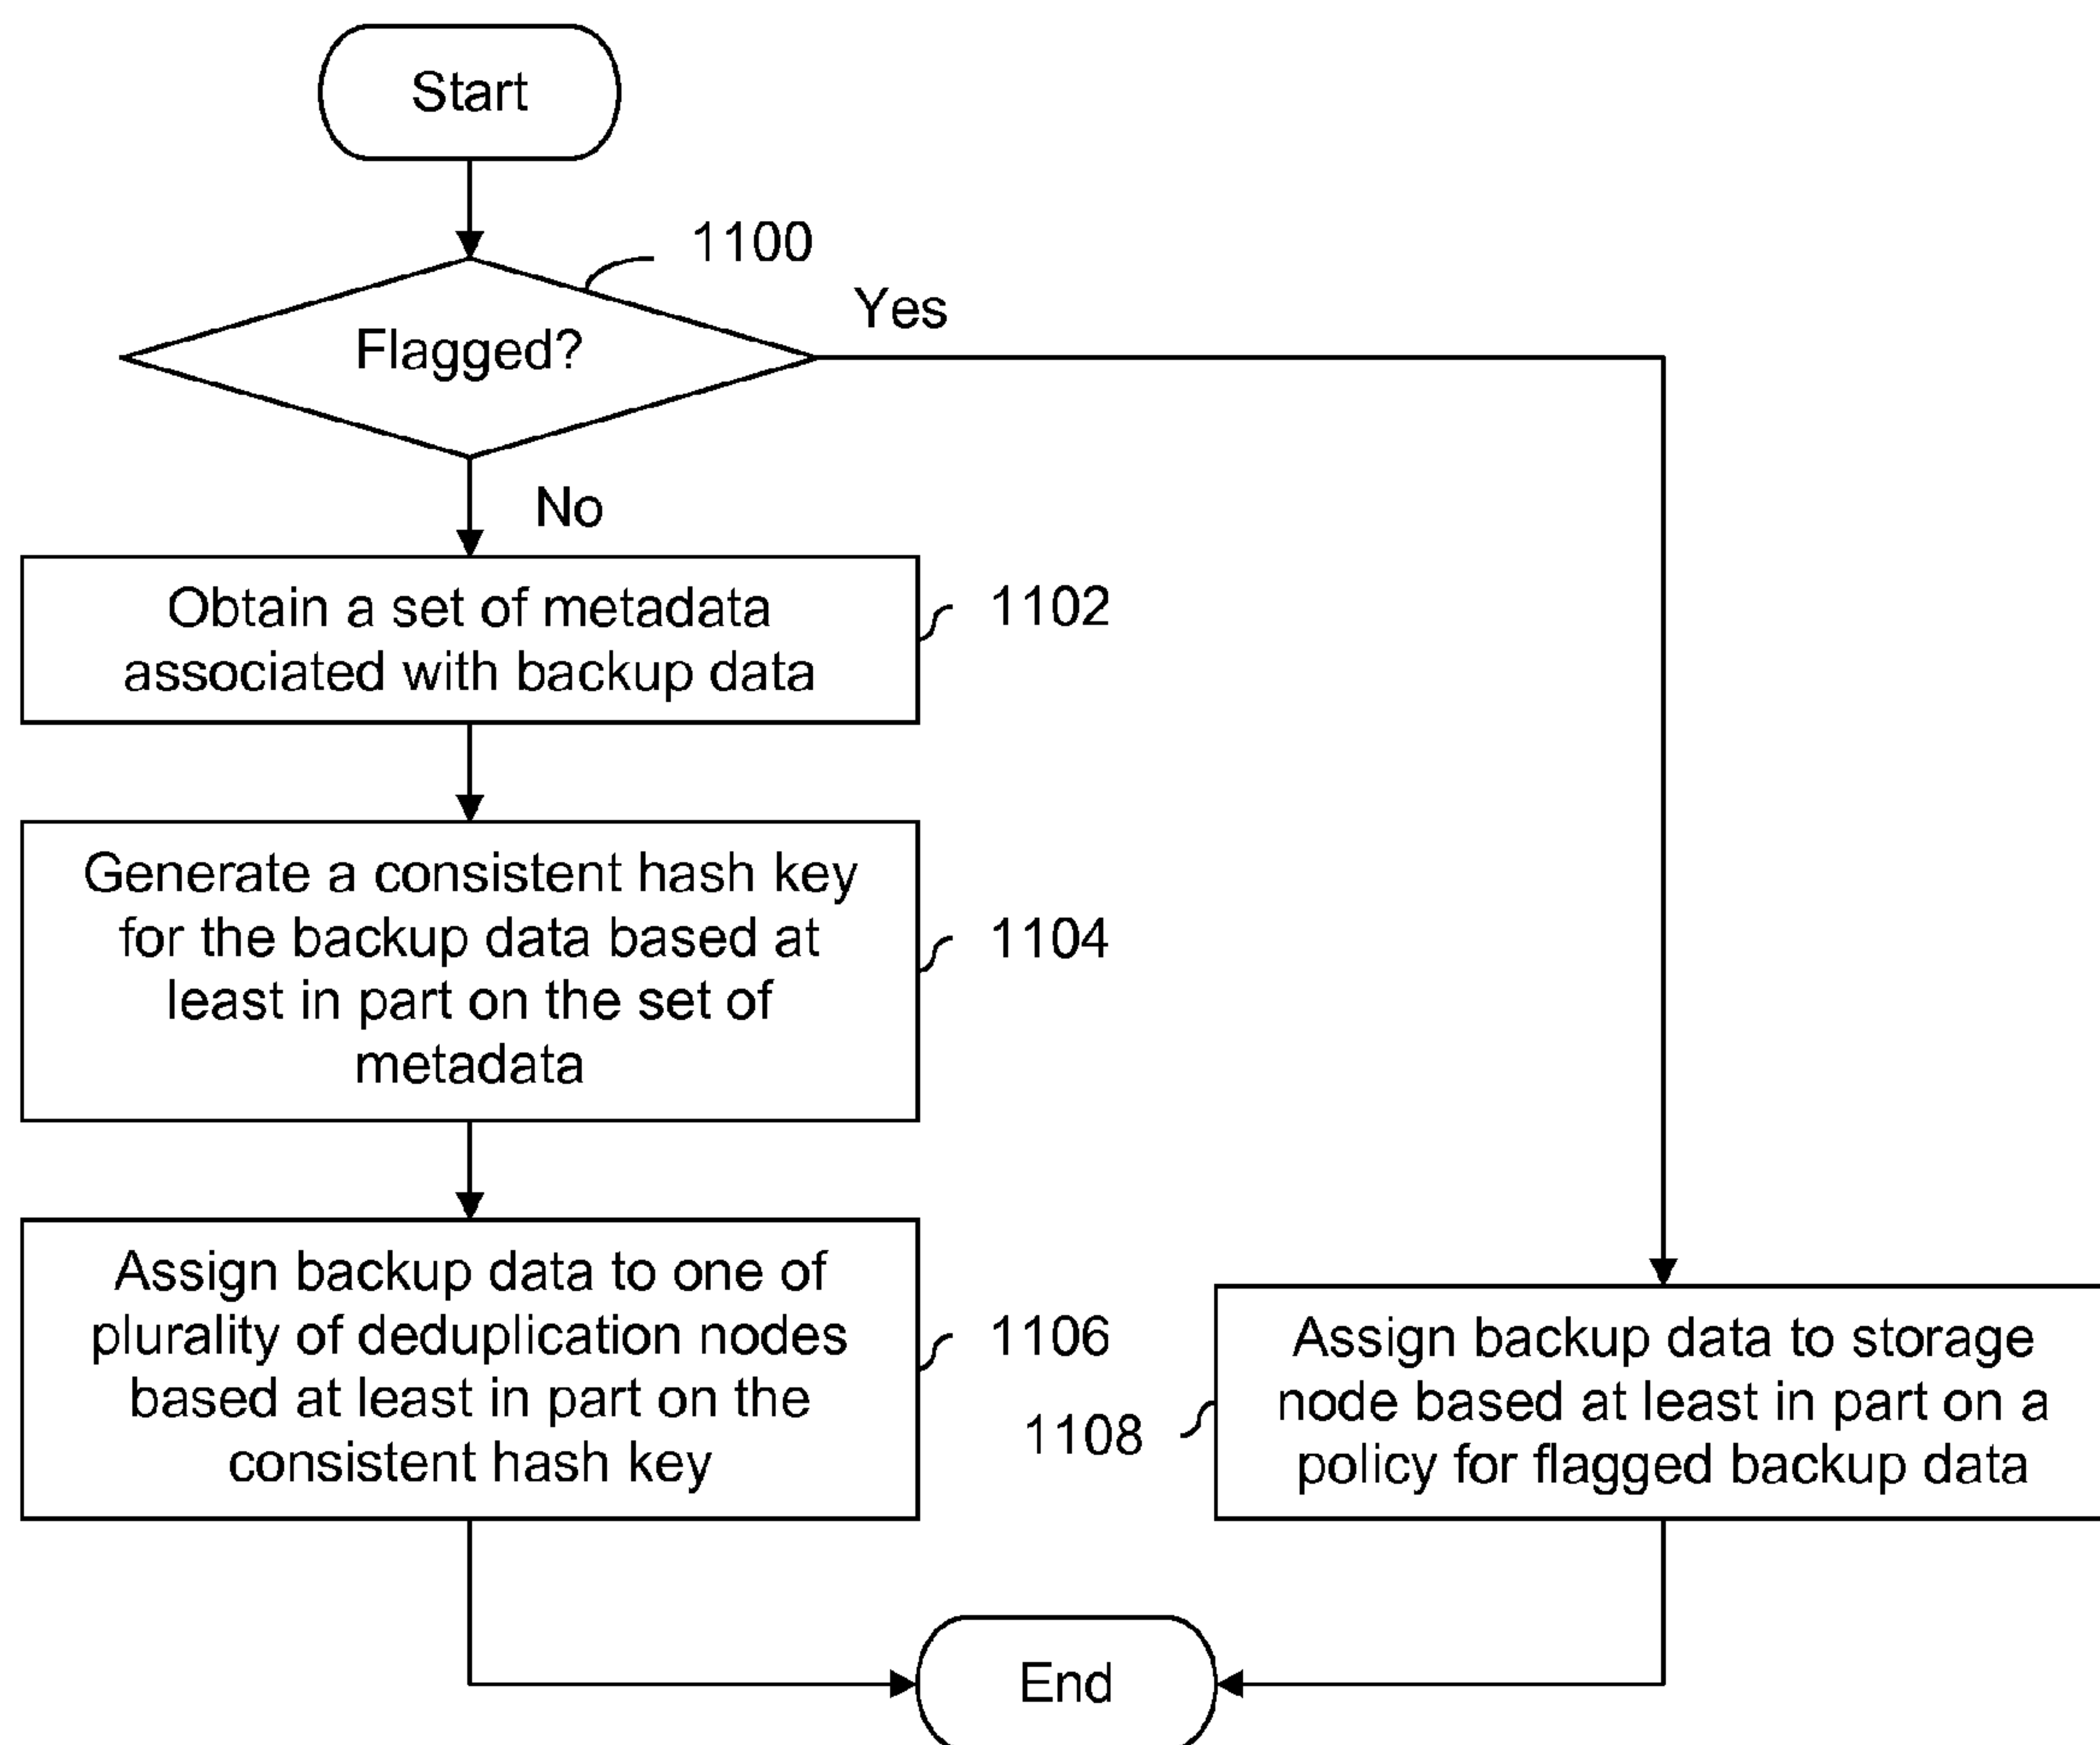 Start
1100
Flagged?
Yes
No
Obtain a set of metadata
associated with backup data
1102
Generate a consistent hash key
for the backup data based at
least in part on the set of
metadata
1104
Assign backup data to one of
plurality of deduplication nodes
based at least in part on the
consistent hash key
1106
Assign backup data to storage
node based at least in part on a
policy for flagged backup data
1108
End